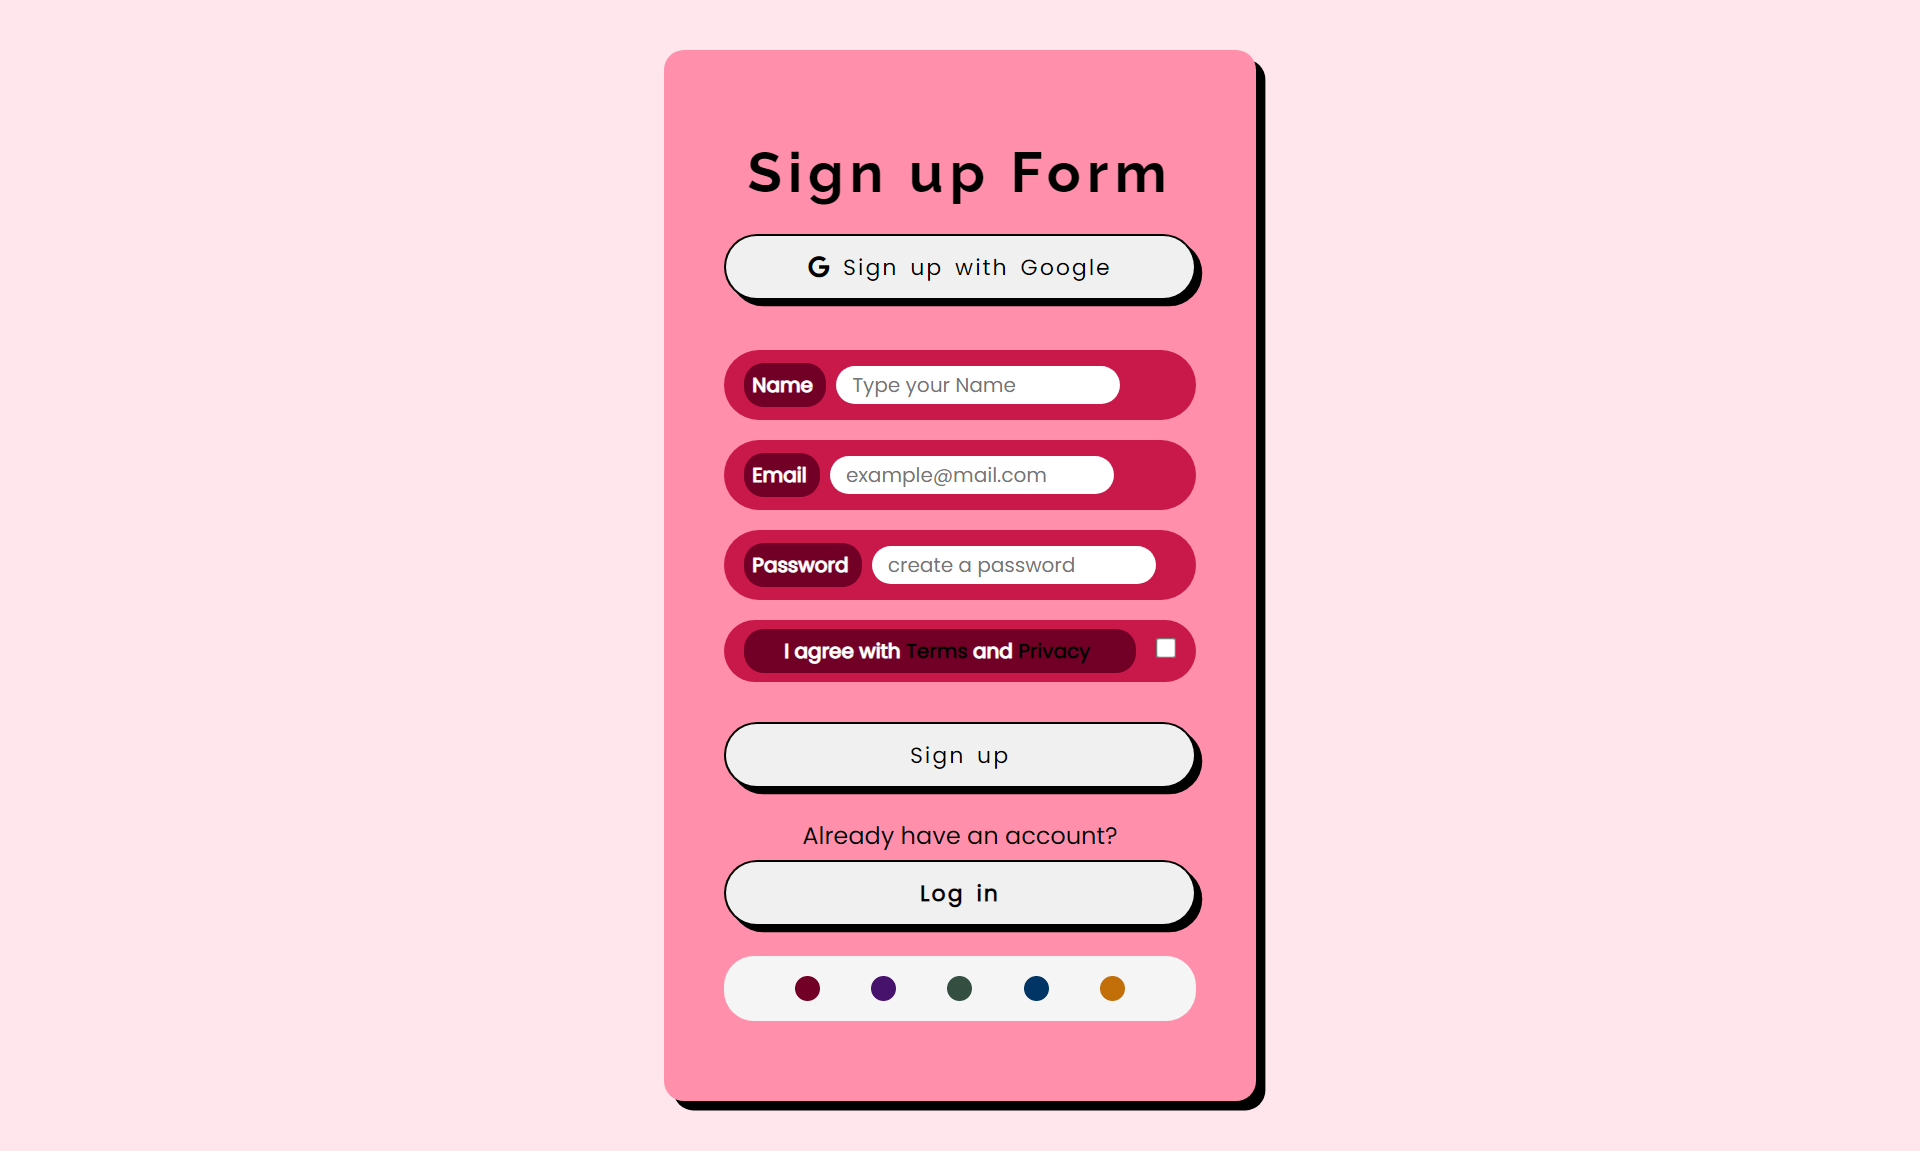 Sign up Form
Sign up with Google
Name Type your Name
Email example@mail.com
Password create a password
I agree with Terms and Privacy
Sign up
Already have an account?
Log in